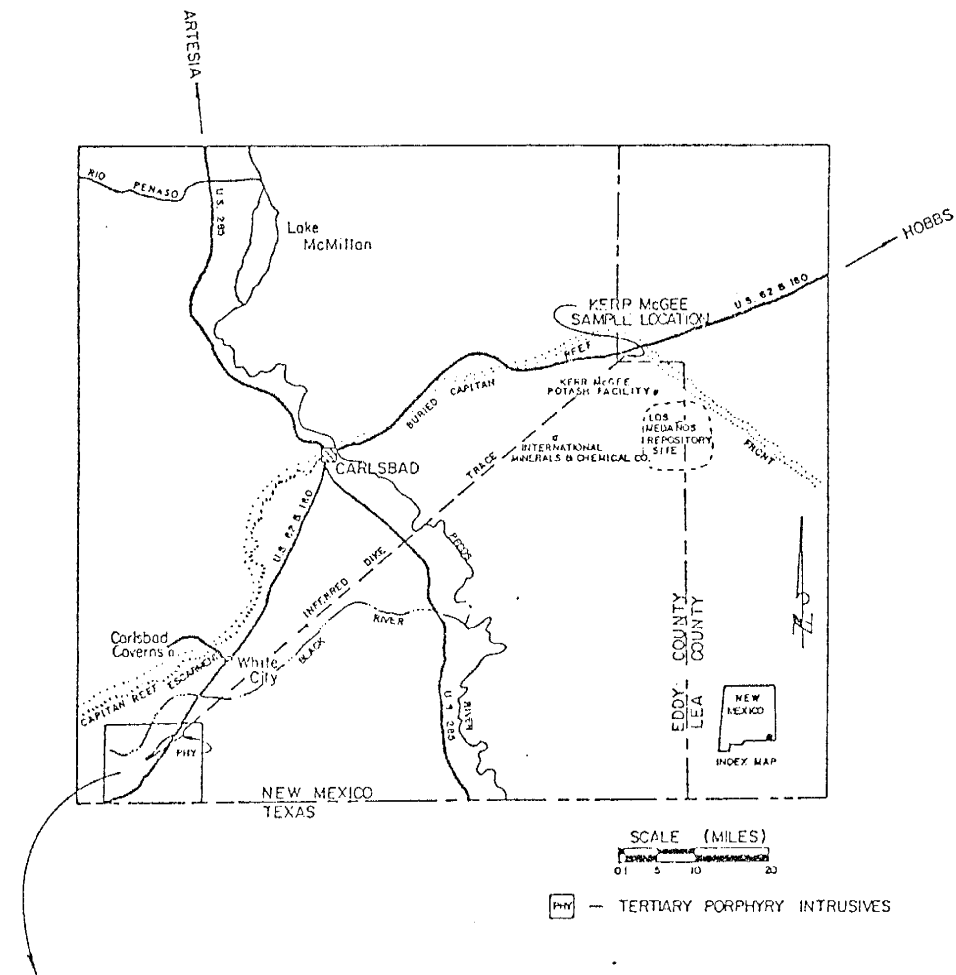 ARTESIA
RIO PENASO
U.S. 285
Lake
McMillan
HOBBS
U.S. 62 & 180
KERR McGEE
SAMPLE LOCATION
REEF
BURIED CAPITAN
KERR McGEE
POTASH FACILITY
LOS
MEDAÑOS
REPOSITORY
SITE
FRONT
INTERNATIONAL
MINERALS & CHEMICAL CO.
TRACE
CARLSBAD
U.S. 62 & 180
PECOS
DIKE
INFERRED
BLACK
RIVER
Carlsbad
Caverns
White
City
CAPITAN REEF ESCARPMENT
EDDY COUNTY
LEA COUNTY
N
PHY
U.S. 285
RIVER
NEW
MEXICO
INDEX MAP
NEW MEXICO
TEXAS
SCALE (MILES)
0 1 5 10 20
PHY — TERTIARY PORPHYRY INTRUSIVES